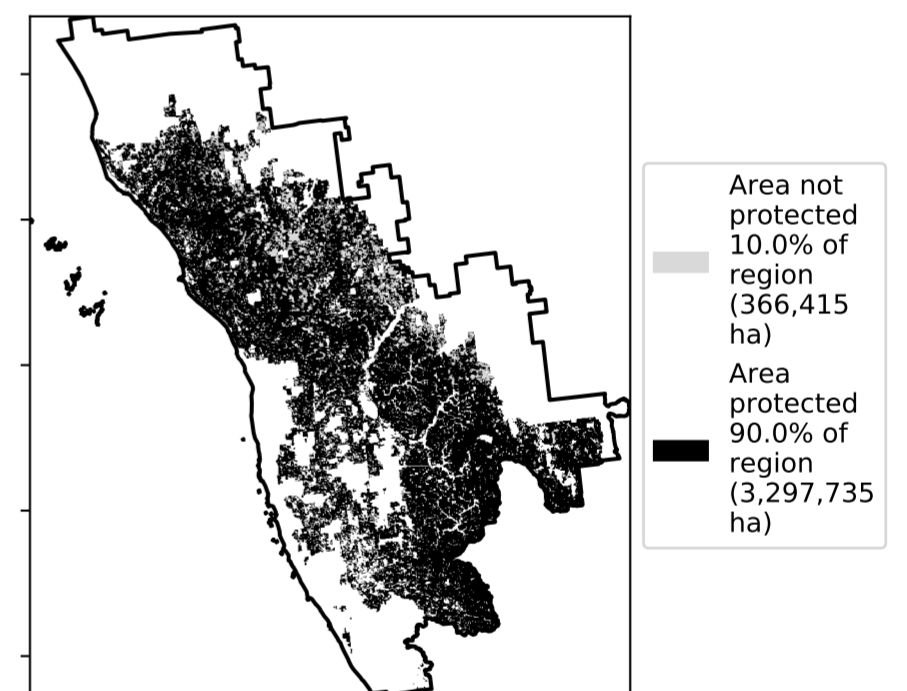 Area not
protected
10.0% of
region
(366,415
ha)
Area
protected
90.0% of
region
(3,297,735
ha)